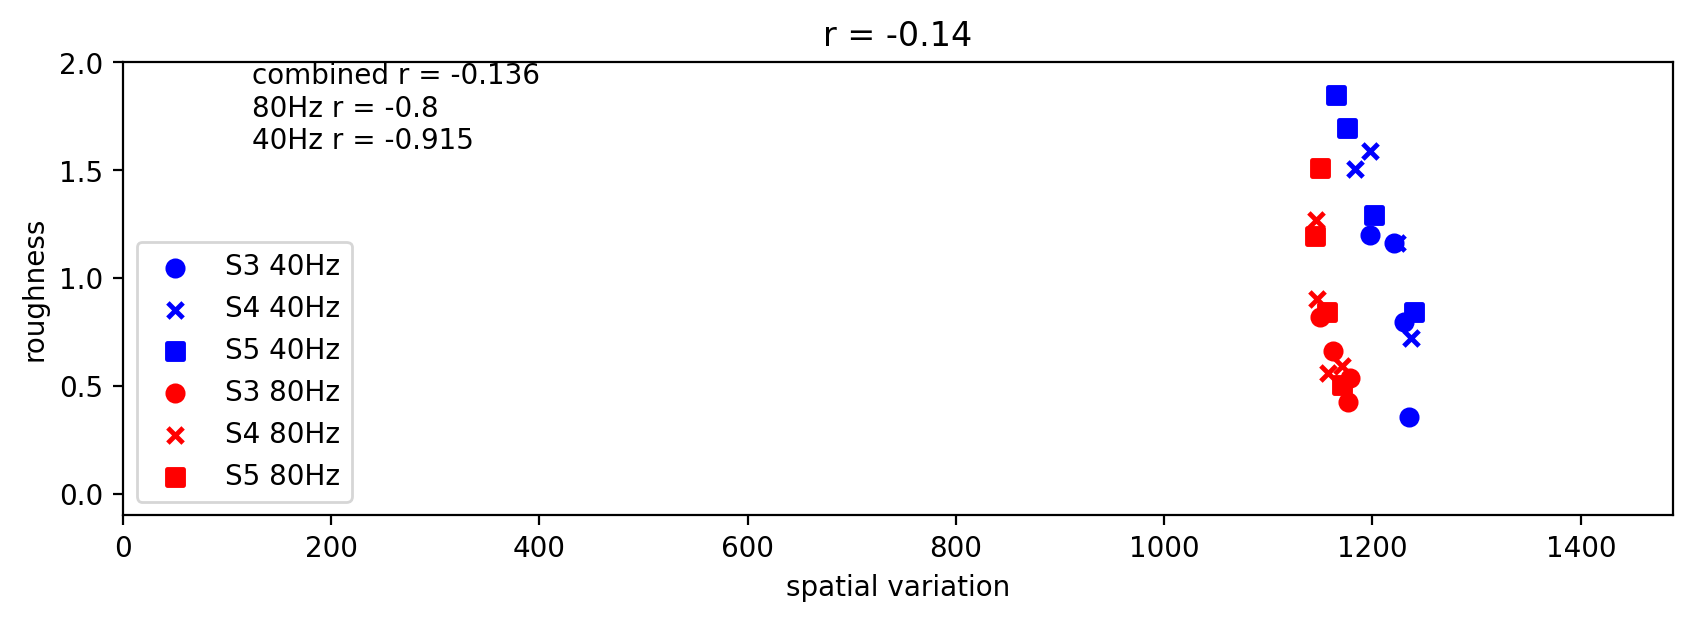 r = -0.14
combined r = -0.136
80Hz r = -0.8
40Hz r = -0.915
2.0
1.5
1.0
0.5
0.0
roughness
S3 40Hz
S4 40Hz
S5 40Hz
S3 80Hz
S4 80Hz
S5 80Hz
0 200 400 600 800 1000 1200 1400
spatial variation